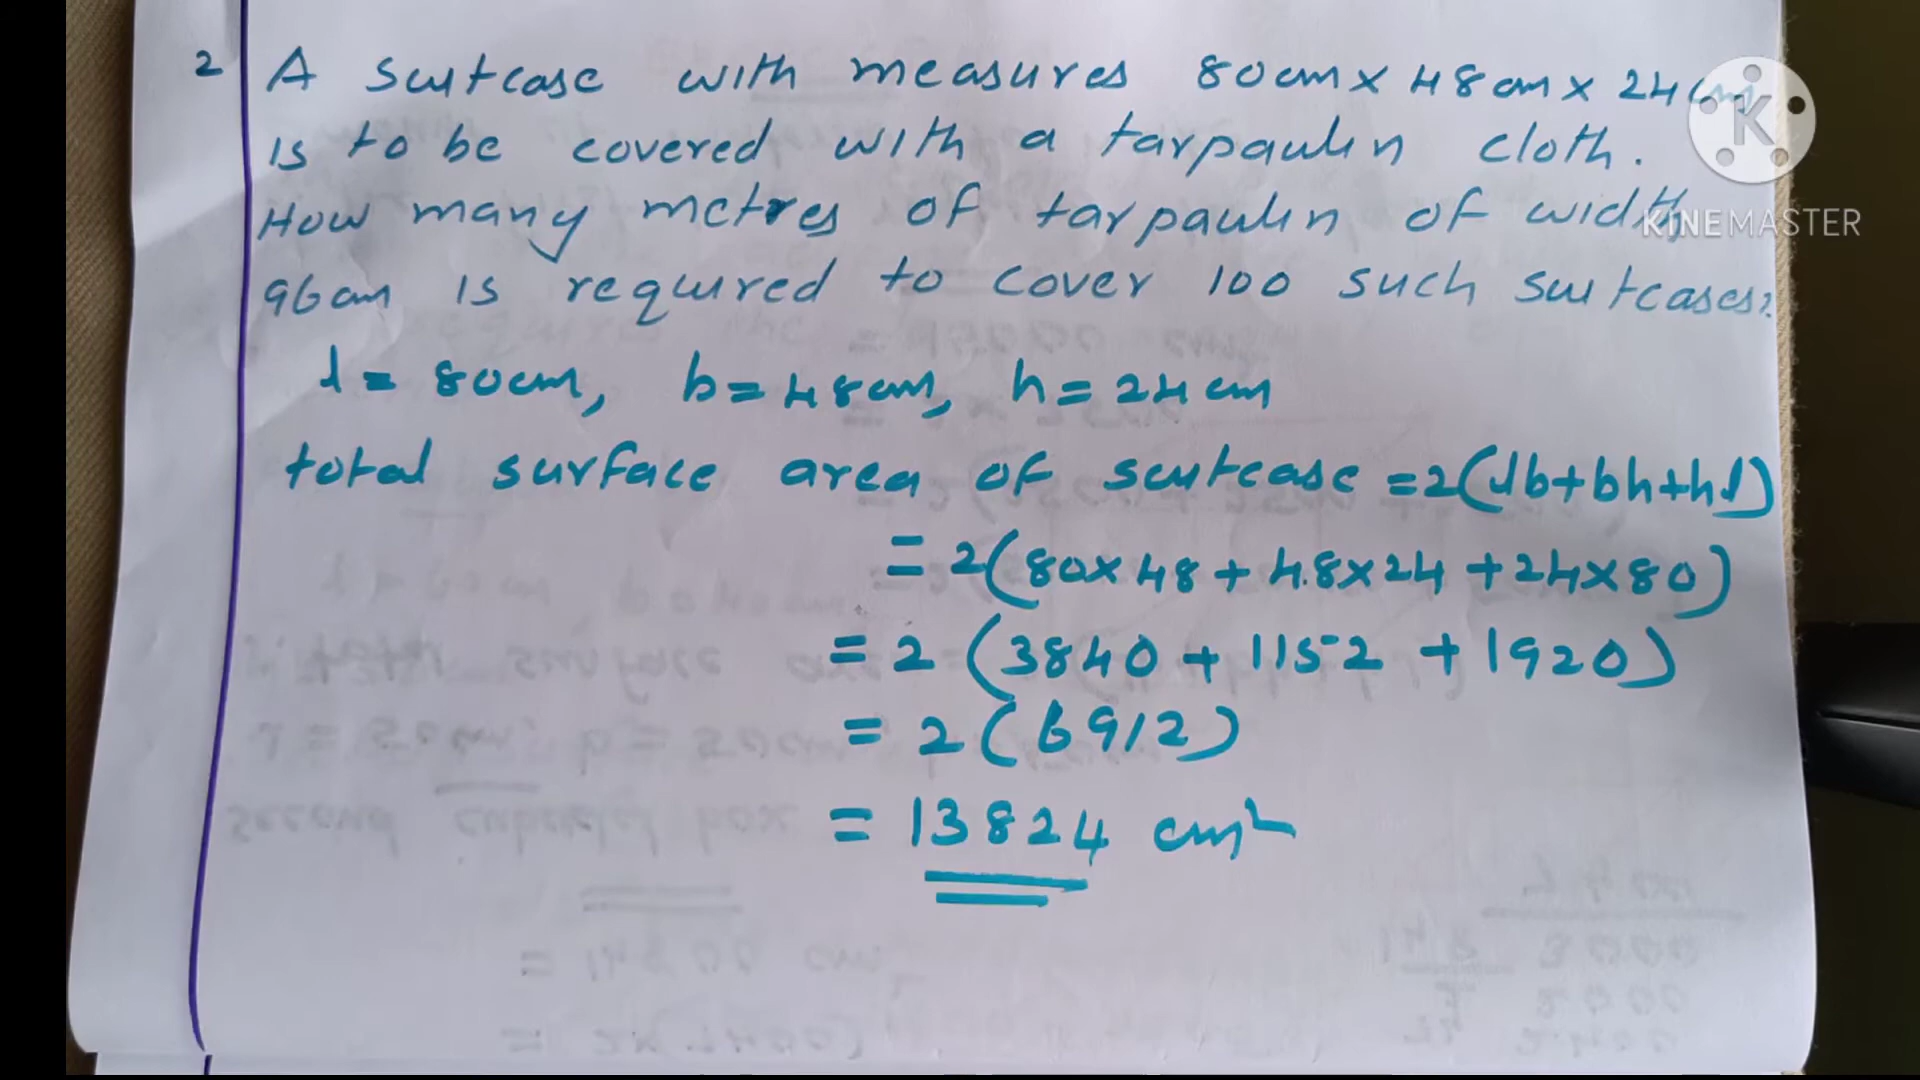 2 A suitcase with measures 80cm x 48cm x 24cm
is to be covered with a tarpaulin cloth.
How many metres of tarpaulin of width
96cm is required to cover 100 such suitcases?
l = 80cm, b = 48cm, h = 24cm
total surface area of suitcase = 2(lb+bh+hl)
= 2(80x48 + 48x24 + 24x80)
= 2 (3840 + 1152 + 1920)
= 2 (6912)
= 13824 cm²
K
KINEMASTER